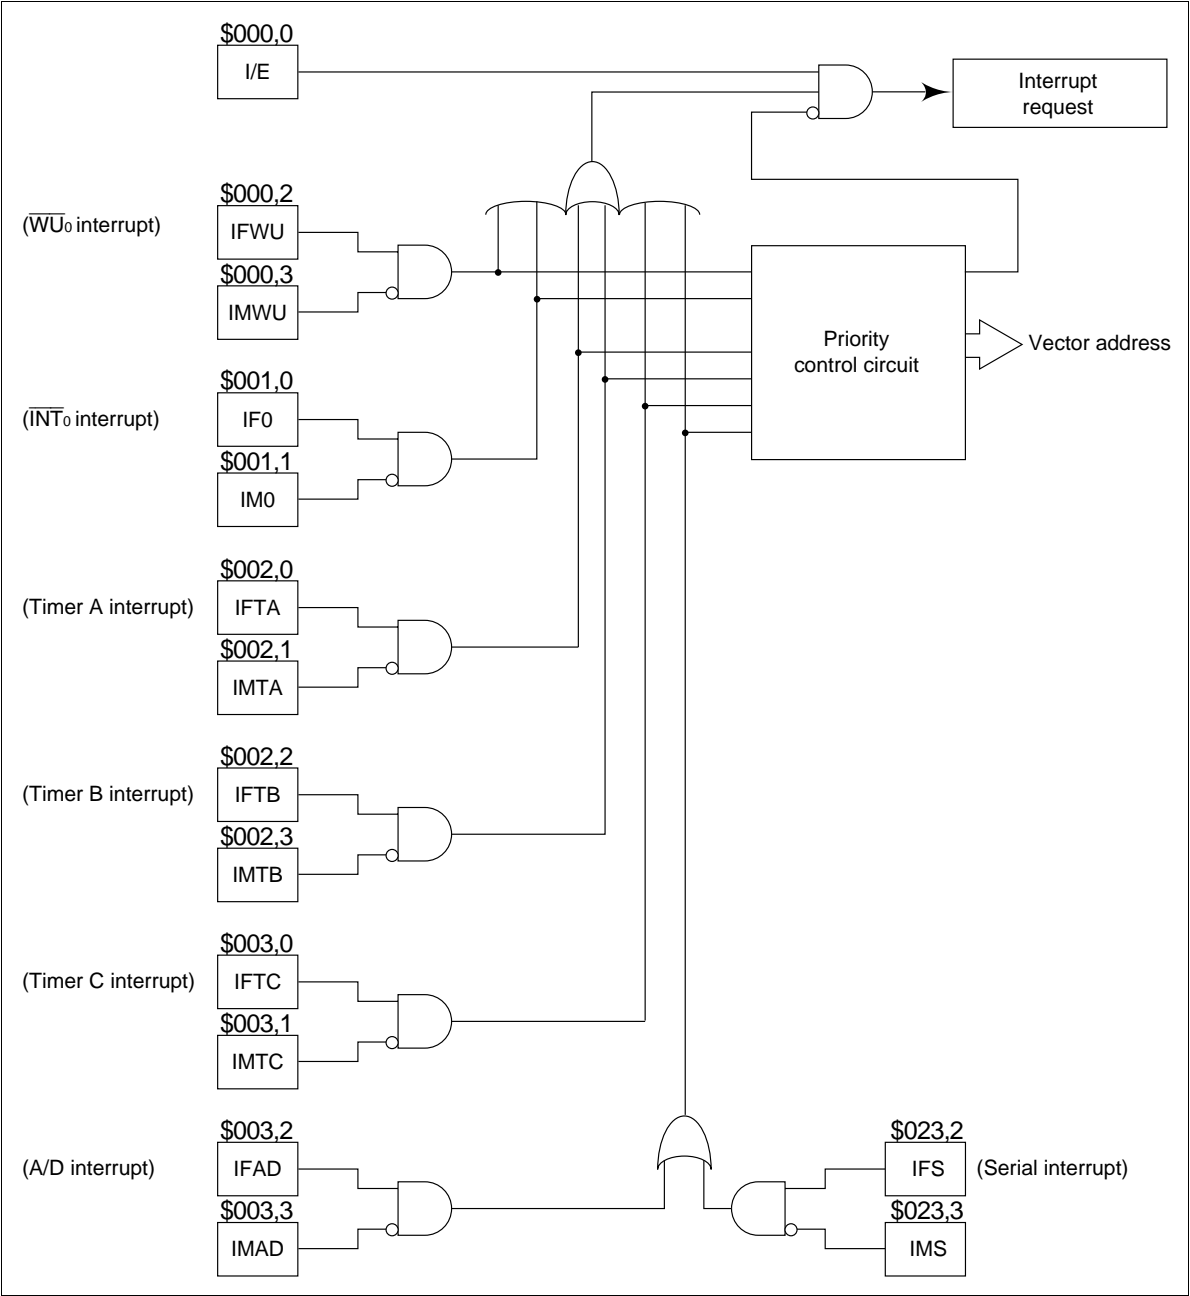 $000,0
I/E
Interrupt
request
$000,2
(W̅U̅0 interrupt)
IFWU
$000,3
IMWU
Priority
control circuit
Vector address
$001,0
(I̅N̅T̅0 interrupt)
IF0
$001,1
IM0
$002,0
(Timer A interrupt)
IFTA
$002,1
IMTA
$002,2
(Timer B interrupt)
IFTB
$002,3
IMTB
$003,0
(Timer C interrupt)
IFTC
$003,1
IMTC
$003,2
(A/D interrupt)
IFAD
$003,3
IMAD
$023,2
IFS
(Serial interrupt)
$023,3
IMS